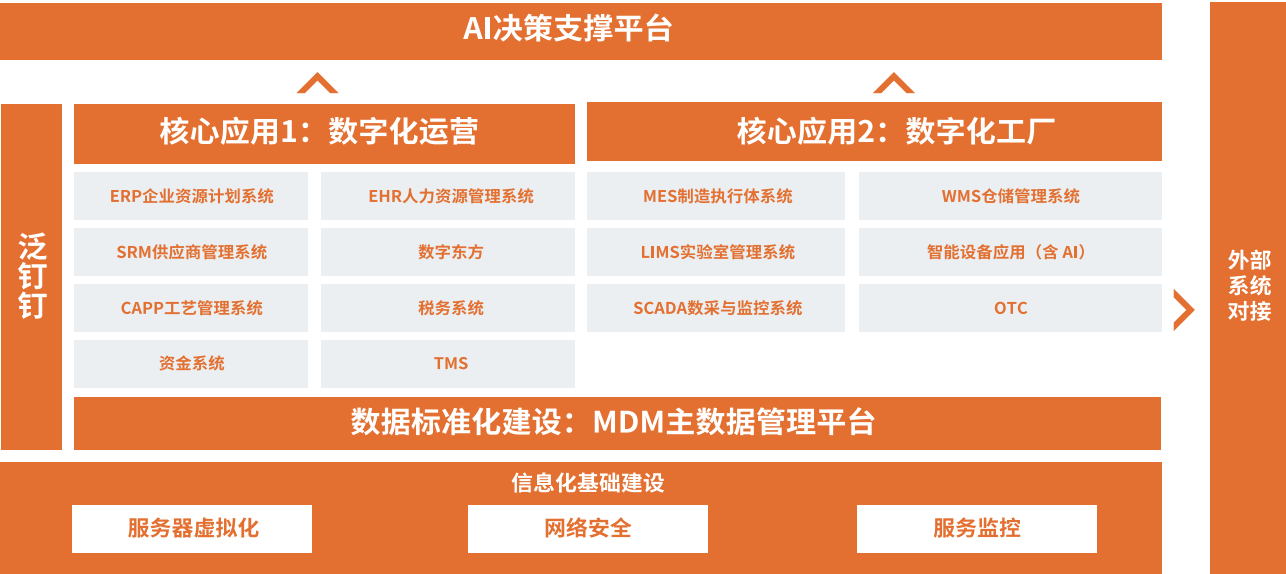 AI决策支撑平台
泛钉钉
核心应用1：数字化运营
ERP企业资源计划系统
EHR人力资源管理系统
SRM供应商管理系统
数字东方
CAPP工艺管理系统
税务系统
资金系统
TMS
核心应用2：数字化工厂
MES制造执行体系统
WMS仓储管理系统
LIMS实验室管理系统
智能设备应用（含 AI）
SCADA数采与监控系统
OTC
数据标准化建设：MDM主数据管理平台
信息化基础建设
服务器虚拟化
网络安全
服务监控
外部
系统
对接